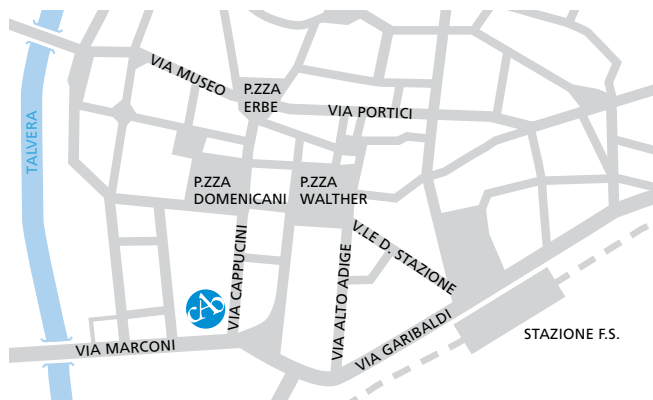 VIA MUSEO
P.ZZA
ERBE
VIA PORTICI
TALVERA
P.ZZA
DOMENICANI
P.ZZA
WALTHER
V.LE D. STAZIONE
VIA CAPPUCINI
VIA ALTO ADIGE
VIA GARIBALDI
STAZIONE F.S.
VIA MARCONI